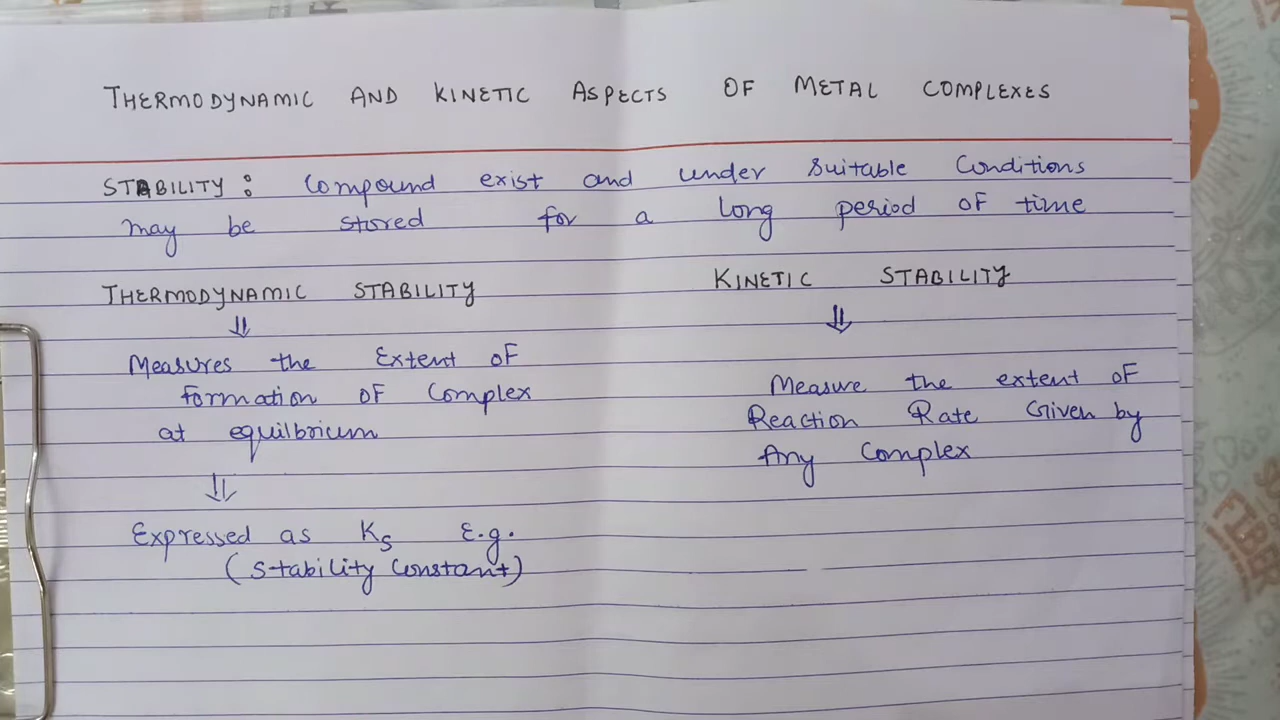 THERMODYNAMIC AND KINETIC ASPECTS OF METAL COMPLEXES
STABILITY : Compound exist and under Suitable Conditions
may be stored for a long period of time
THERMODYNAMIC STABILITY
⇓
Measures the Extent of
formation of Complex
at equilbrium
⇓
Expressed as Ks E.g.
(Stability Constant)
KINETIC STABILITY
⇓
Measure the extent of
Reaction Rate Given by
Any Complex
FIBER